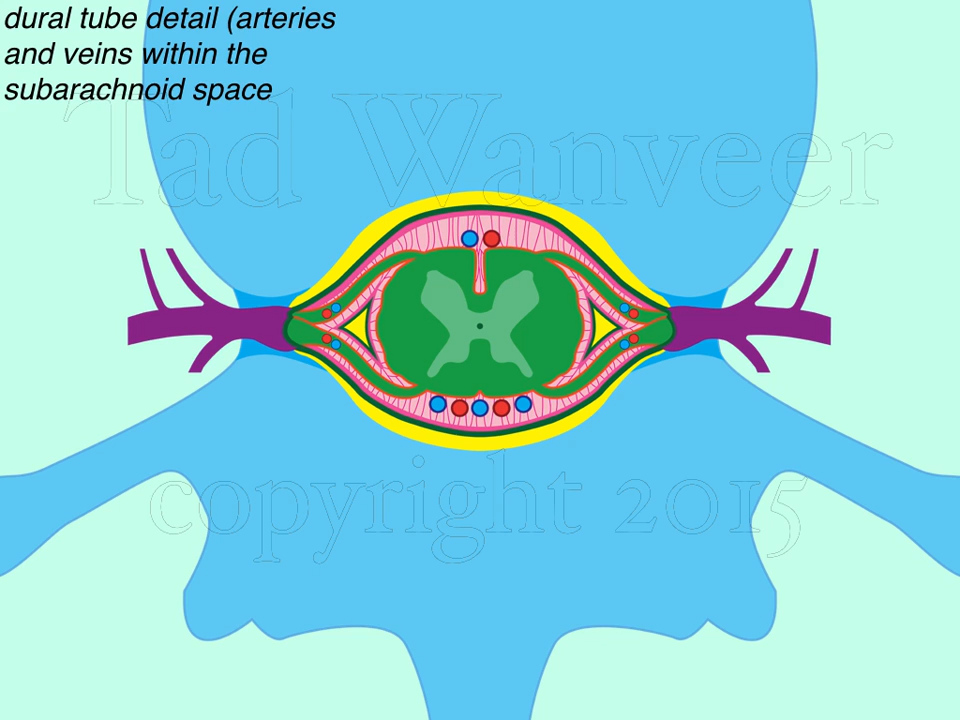 dural tube detail (arteries
and veins within the
subarachnoid space
Tad Wanveer
copyright 2015